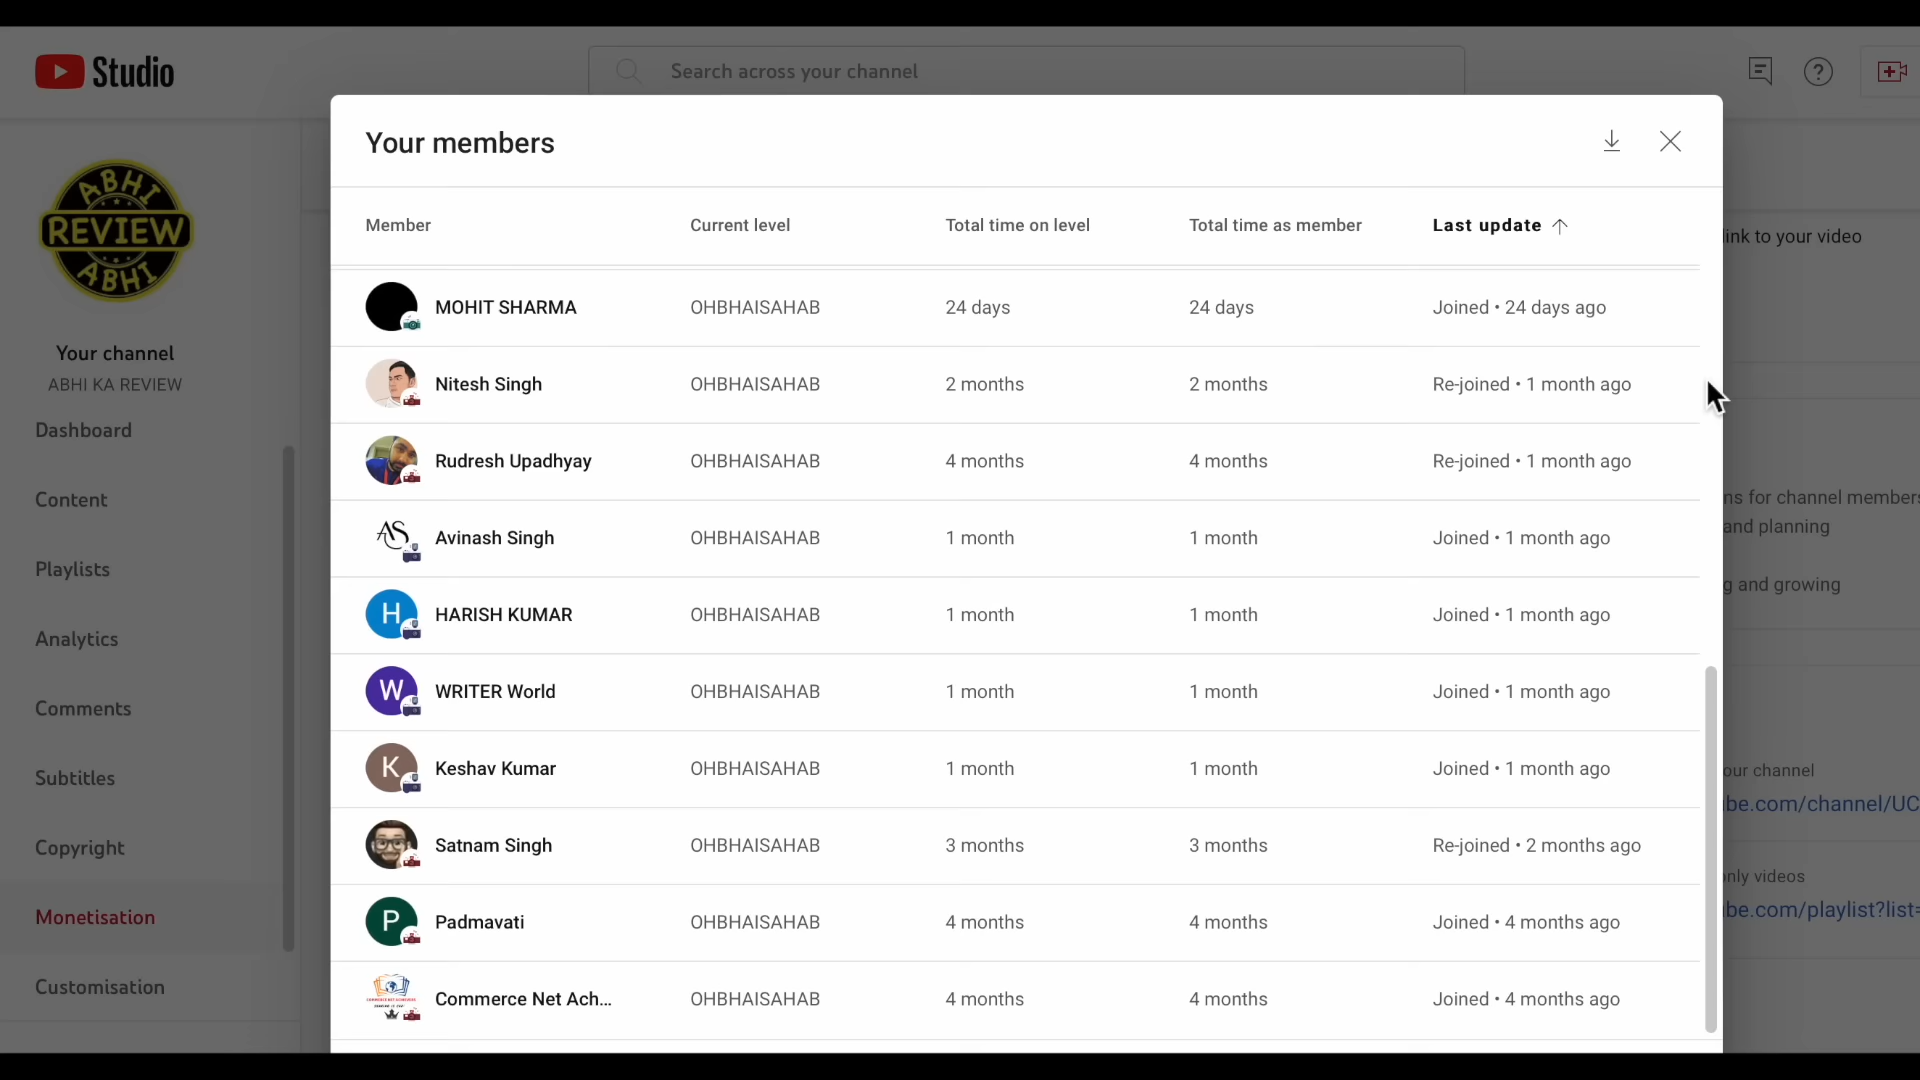 Studio
Search across your channel
Your members
Member Current level Total time on level Total time as member Last update
MOHIT SHARMA OHBHAISAHAB 24 days 24 days Joined • 24 days ago
Nitesh Singh OHBHAISAHAB 2 months 2 months Re-joined • 1 month ago
Rudresh Upadhyay OHBHAISAHAB 4 months 4 months Re-joined • 1 month ago
AS Avinash Singh OHBHAISAHAB 1 month 1 month Joined • 1 month ago
H HARISH KUMAR OHBHAISAHAB 1 month 1 month Joined • 1 month ago
W WRITER World OHBHAISAHAB 1 month 1 month Joined • 1 month ago
K Keshav Kumar OHBHAISAHAB 1 month 1 month Joined • 1 month ago
Satnam Singh OHBHAISAHAB 3 months 3 months Re-joined • 2 months ago
P Padmavati OHBHAISAHAB 4 months 4 months Joined • 4 months ago
Commerce Net Ach... OHBHAISAHAB 4 months 4 months Joined • 4 months ago
ABHI
REVIEW
ABHI
Your channel
ABHI KA REVIEW
Dashboard
Content
Playlists
Analytics
Comments
Subtitles
Copyright
Monetisation
Customisation
link to your video
ns for channel members
and planning
g and growing
our channel
be.com/channel/UC
only videos
be.com/playlist?list=